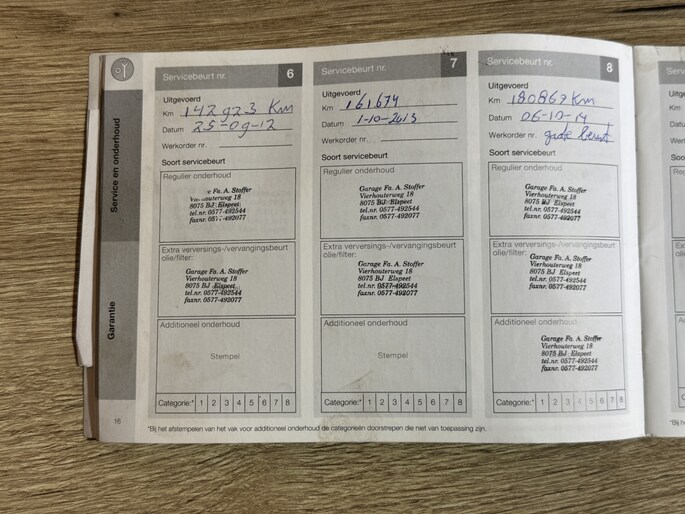 Service en onderhoud
Garantie
16
Servicebeurt nr. 6
Uitgevoerd
Km 142923 Km
Datum 25-09-12
Werkorder nr.
Soort servicebeurt
Regulier onderhoud
Fa. A. Stoffer
18
8075 BJ Elspeet
tel.nr. 0577-492544
faxnr. 0577-492077
Extra verversings-/vervangingsbeurt
olie/filter:
Garage Fa. A. Stoffer
Vierhouterweg 18
8075 BJ Elspeet
tel.nr. 0577-492544
faxnr. 0577-492077
Additioneel onderhoud
Stempel
Categorie:* 1 2 3 4 5 6 7 8
Servicebeurt nr. 7
Uitgevoerd
Km 161674
Datum 1-10-2013
Werkorder nr.
Soort servicebeurt
Regulier onderhoud
Garage Fa. A. Stoffer
Vierhouterweg 18
8075 BJ Elspeet
tel.nr. 0577-492544
faxnr. 0577-492077
Extra verversings-/vervangingsbeurt
olie/filter:
Garage Fa. A. Stoffer
Vierhouterweg 18
8075 BJ Elspeet
tel.nr. 0577-492544
faxnr. 0577-492077
Additioneel onderhoud
Stempel
Categorie:* 1 2 3 4 5 6 7 8
Servicebeurt nr. 8
Uitgevoerd
Km 180867 Km
Datum 06-10-14
Werkorder nr. grote beurt
Soort servicebeurt
Regulier onderhoud
Garage Fa. A. Stoffer
Vierhouterweg 18
8075 BJ Elspeet
tel.nr. 0577-492544
faxnr. 0577-492077
Extra verversings-/vervangingsbeurt
olie/filter:
Garage Fa. A. Stoffer
Vierhouterweg 18
8075 BJ Elspeet
tel.nr. 0577-492544
faxnr. 0577-492077
Additioneel onderhoud
Garage Fa. A. Stoffer
Vierhouterweg 18
8075 BJ Elspeet
tel.nr. 0577-492544
faxnr. 0577-492077
Categorie:* 1 2 3 4 5 6 7 8
*Bij het afstempelen van het vak voor additioneel onderhoud de categorieën doorstrepen die niet van toepassing zijn.